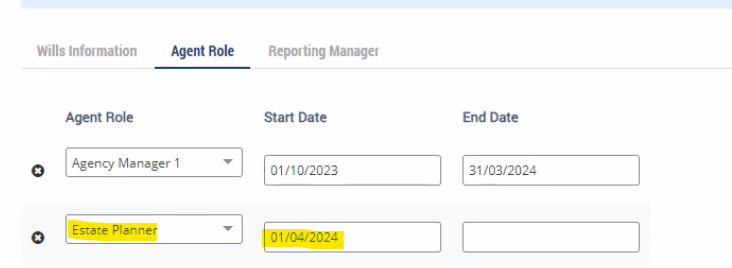 Wills Information Agent Role Reporting Manager
Agent Role Start Date End Date
Agency Manager 1 01/10/2023 31/03/2024
Estate Planner 01/04/2024